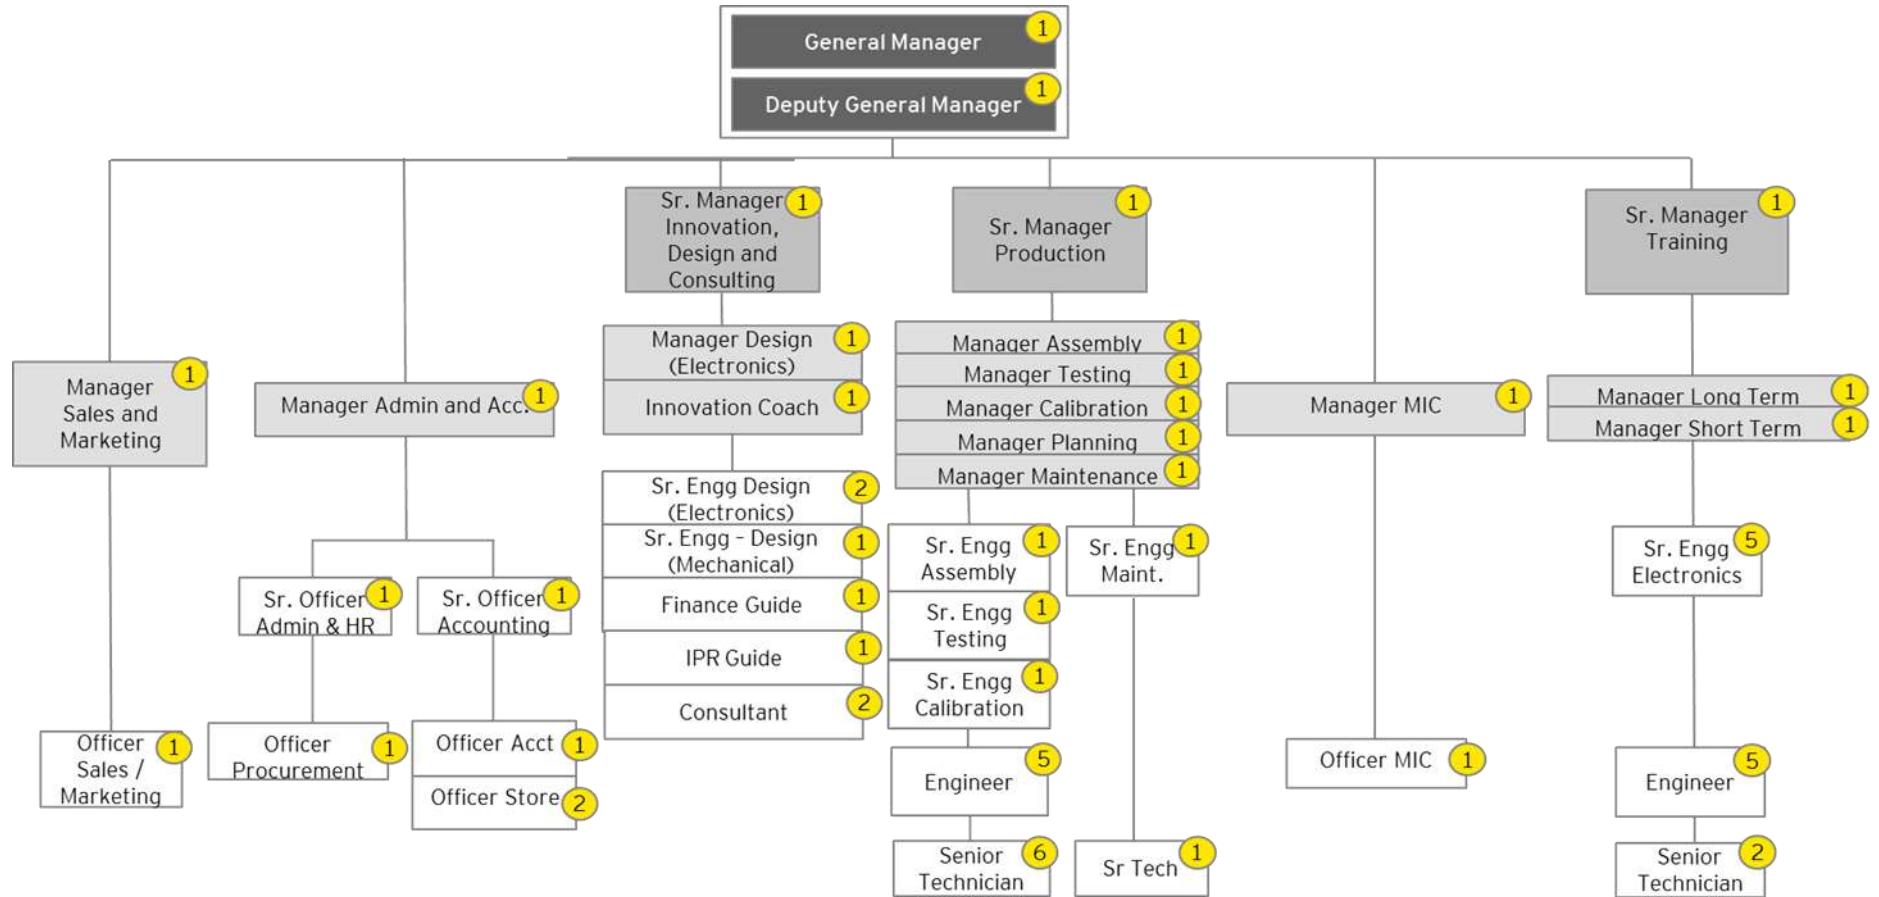 General Manager
1
Deputy General Manager
1
Sr. Manager
Innovation,
Design and
Consulting
1
Sr. Manager
Production
1
Sr. Manager
Training
1
Manager
Sales and
Marketing
1
Manager Admin and Acc.
1
Manager Design
(Electronics)
1
Innovation Coach
1
Manager Assembly
1
Manager Testing
1
Manager Calibration
1
Manager Planning
1
Manager Maintenance
1
Manager MIC
1
Manager Long Term
1
Manager Short Term
1
Sr. Officer
Admin & HR
1
Sr. Officer
Accounting
1
Sr. Engg Design
(Electronics)
2
Sr. Engg - Design
(Mechanical)
1
Finance Guide
1
IPR Guide
1
Consultant
2
Sr. Engg
Assembly
1
Sr. Engg
Testing
1
Sr. Engg
Calibration
1
Sr. Engg
Maint.
1
Sr. Engg
Electronics
5
Officer
Sales /
Marketing
1
Officer
Procurement
1
Officer Acct
1
Officer Store
2
Engineer
5
Senior
Technician
6
Sr Tech
1
Officer MIC
1
Engineer
5
Senior
Technician
2